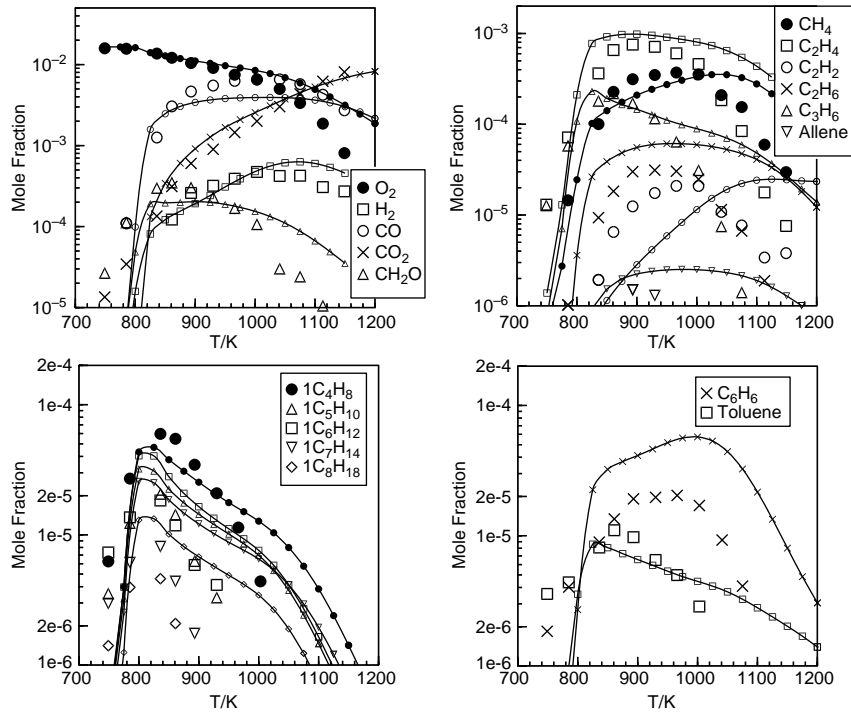 10⁻²
10⁻³
10⁻⁴
10⁻⁵
Mole Fraction
700 800 900 1000 1100 1200
T/K
O₂
H₂
CO
CO₂
CH₂O
10⁻³
10⁻⁴
10⁻⁵
10⁻⁶
Mole Fraction
700 800 900 1000 1100 1200
T/K
CH₄
C₂H₄
C₂H₂
C₂H₆
C₃H₆
Allene
2e-4
1e-4
2e-5
1e-5
2e-6
1e-6
Mole Fraction
700 800 900 1000 1100 1200
T/K
1C₄H₈
1C₅H₁₀
1C₆H₁₂
1C₇H₁₄
1C₈H₁₈
2e-4
1e-4
2e-5
1e-5
2e-6
1e-6
Mole Fraction
700 800 900 1000 1100 1200
T/K
C₆H₆
Toluene